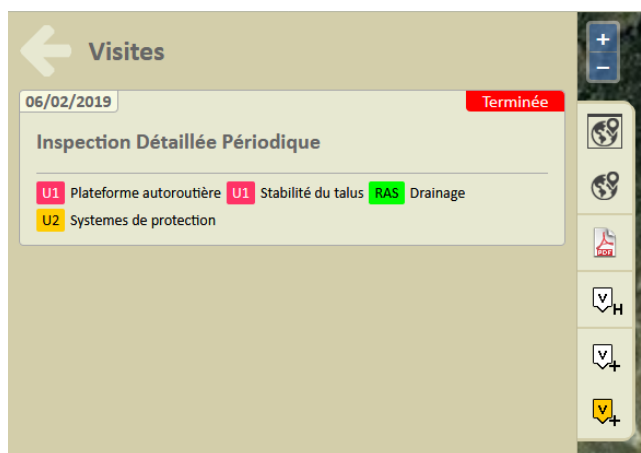 Visites
+
−
06/02/2019
Terminée
Inspection Détaillée Périodique
U1 Plateforme autoroutière U1 Stabilité du talus RAS Drainage
U2 Systemes de protection
PDF
V H
V +
V +